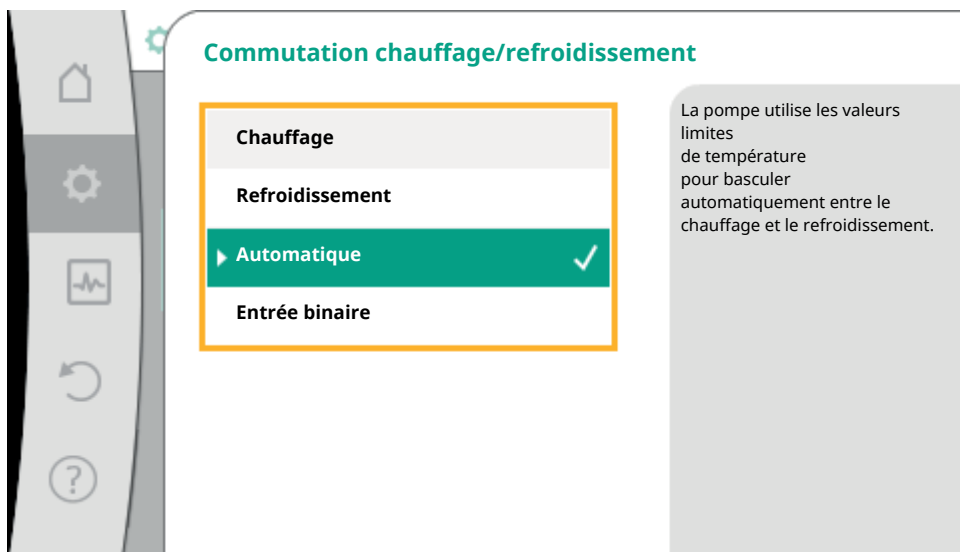 Commutation chauffage/refroidissement
Chauffage
Refroidissement
Automatique
Entrée binaire
La pompe utilise les valeurs
limites
de température
pour basculer
automatiquement entre le
chauffage et le refroidissement.
?